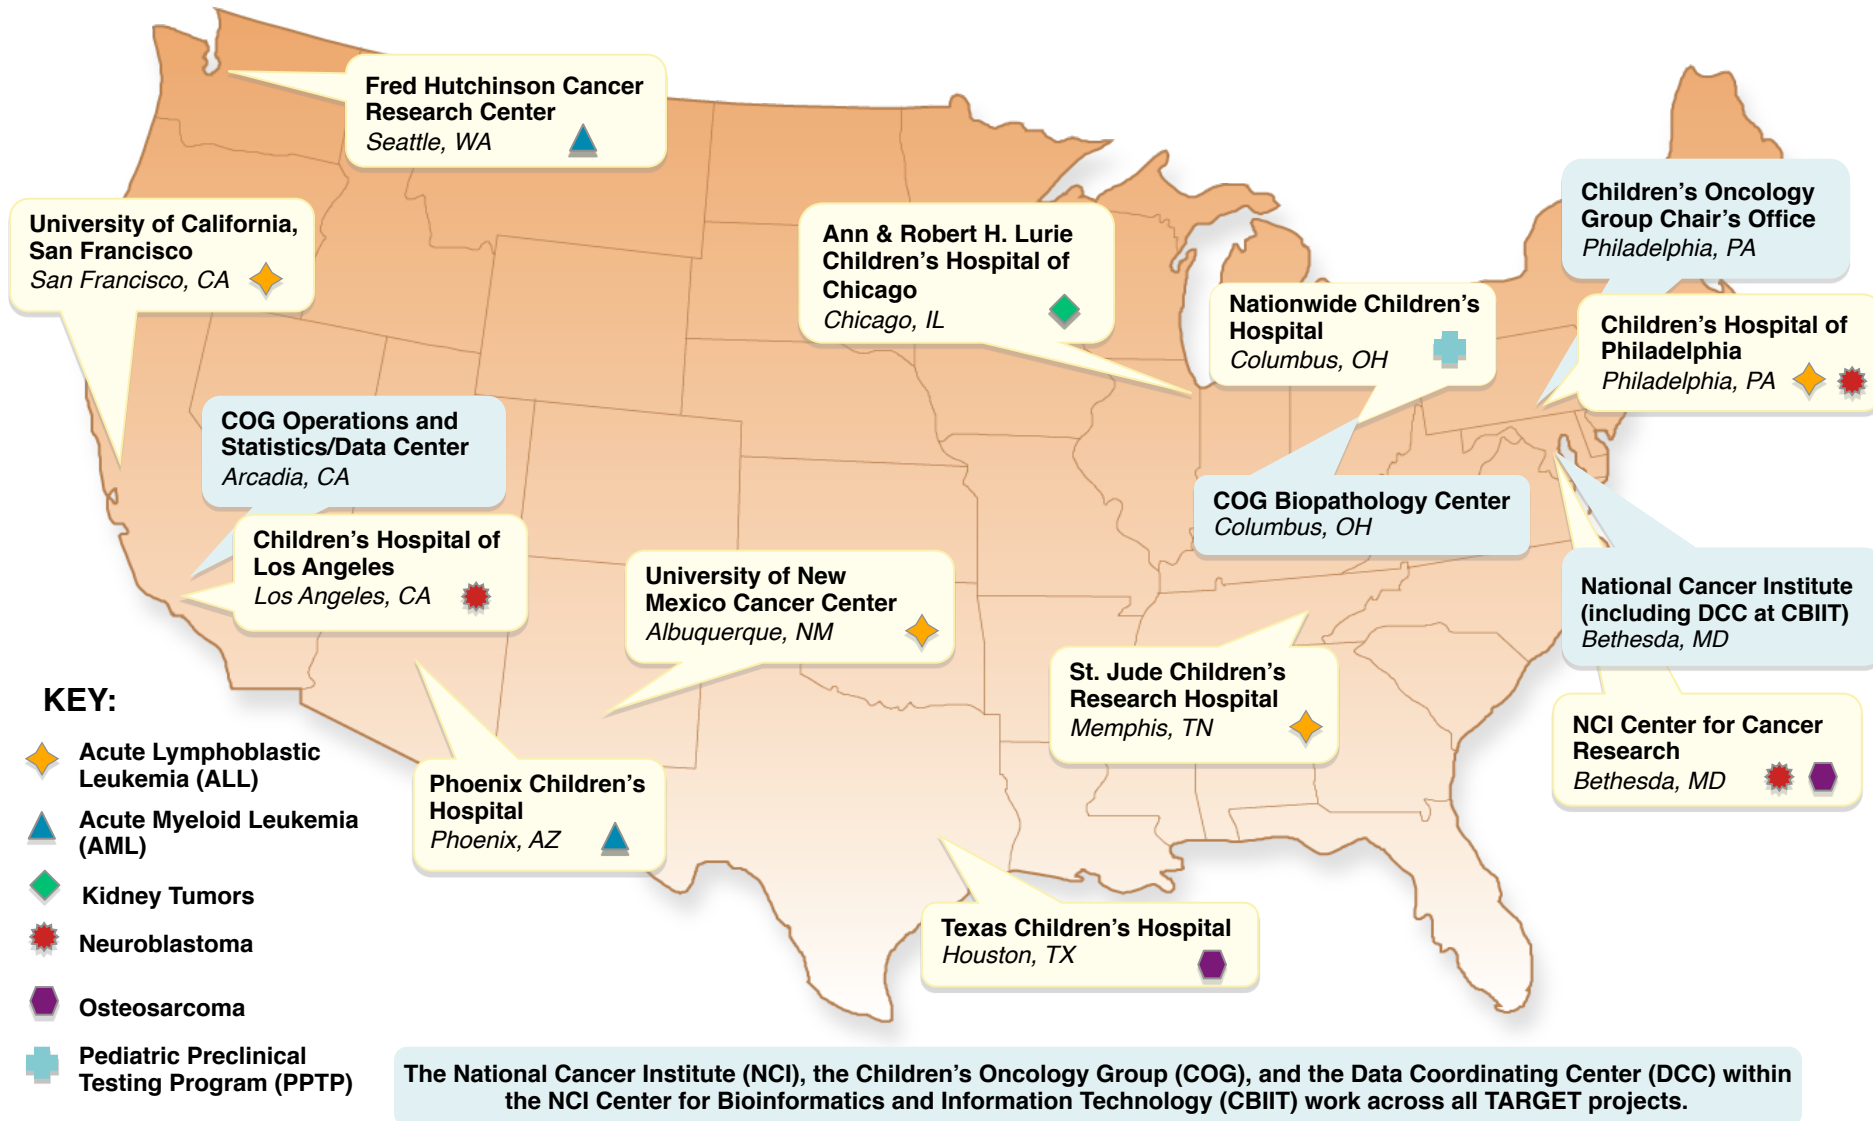 Fred Hutchinson Cancer
Research Center
Seattle, WA
University of California,
San Francisco
San Francisco, CA
Ann & Robert H. Lurie
Children’s Hospital of
Chicago
Chicago, IL
Children’s Oncology
Group Chair’s Office
Philadelphia, PA
Nationwide Children’s
Hospital
Columbus, OH
Children’s Hospital of
Philadelphia
Philadelphia, PA
COG Operations and
Statistics/Data Center
Arcadia, CA
COG Biopathology Center
Columbus, OH
Children’s Hospital of
Los Angeles
Los Angeles, CA
University of New
Mexico Cancer Center
Albuquerque, NM
National Cancer Institute
(including DCC at CBIIT)
Bethesda, MD
St. Jude Children’s
Research Hospital
Memphis, TN
NCI Center for Cancer
Research
Bethesda, MD
Phoenix Children’s
Hospital
Phoenix, AZ
Texas Children’s Hospital
Houston, TX
KEY:
Acute Lymphoblastic
Leukemia (ALL)
Acute Myeloid Leukemia
(AML)
Kidney Tumors
Neuroblastoma
Osteosarcoma
Pediatric Preclinical
Testing Program (PPTP)
The National Cancer Institute (NCI), the Children’s Oncology Group (COG), and the Data Coordinating Center (DCC) within
the NCI Center for Bioinformatics and Information Technology (CBIIT) work across all TARGET projects.